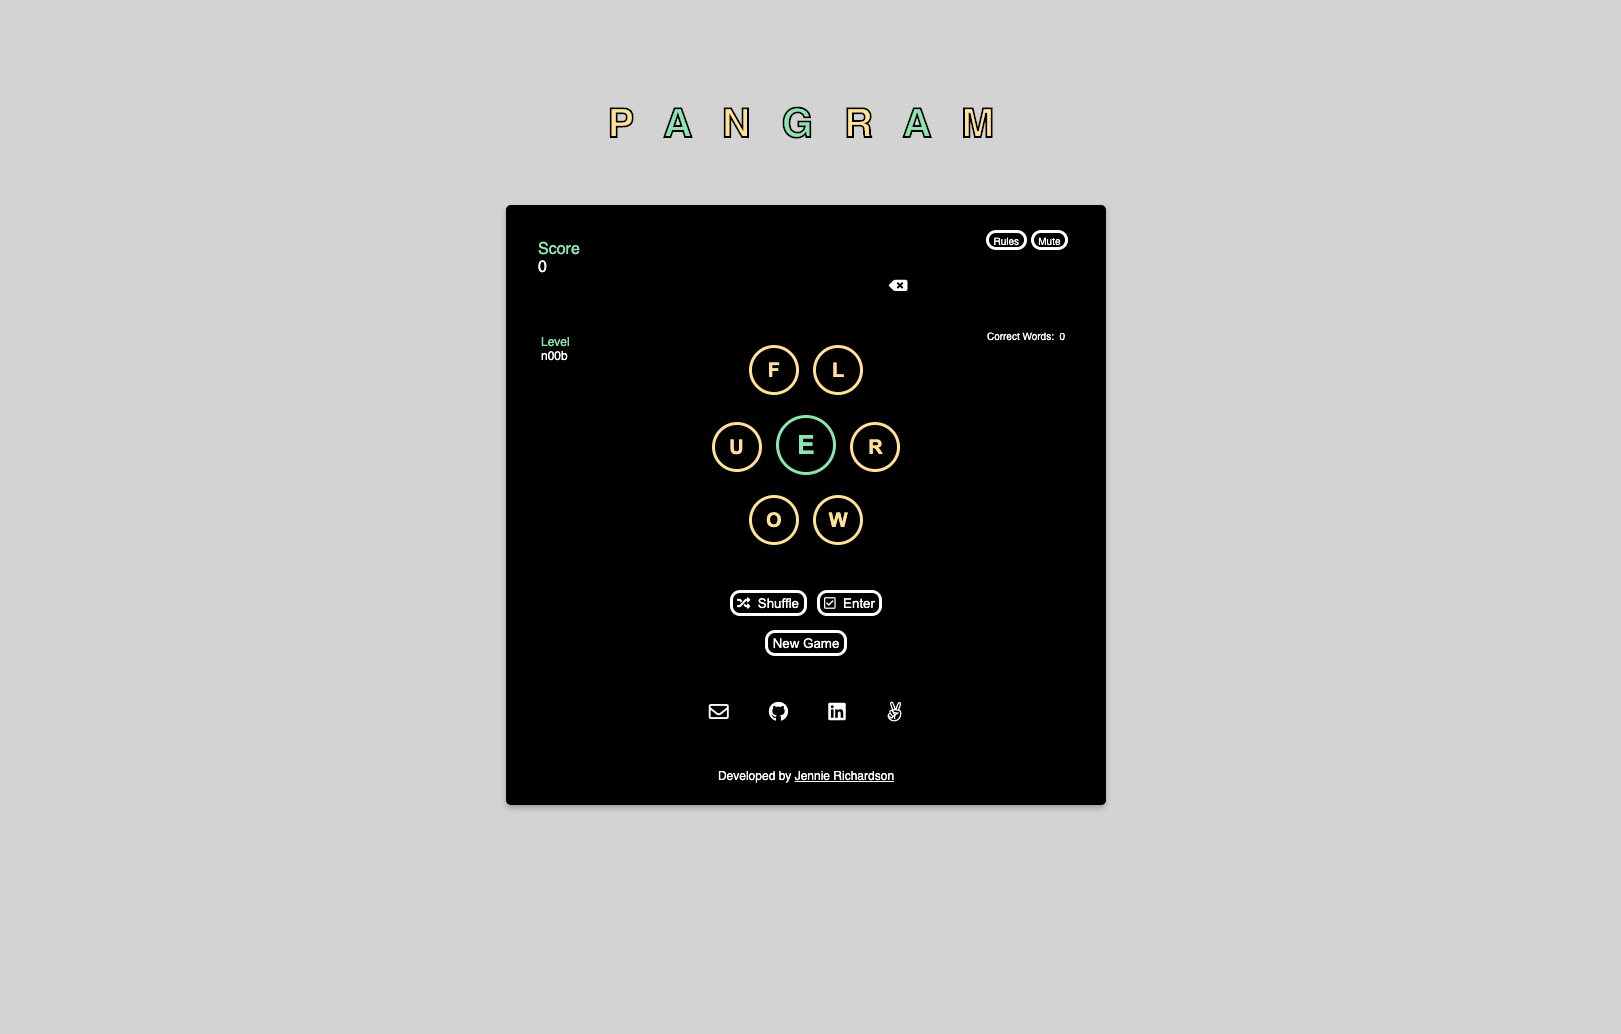 P A N G R A M
Score
0
Rules
Mute
Level
n00b
Correct Words: 0
F L
U E R
O W
Shuffle
Enter
New Game
Developed by Jennie Richardson